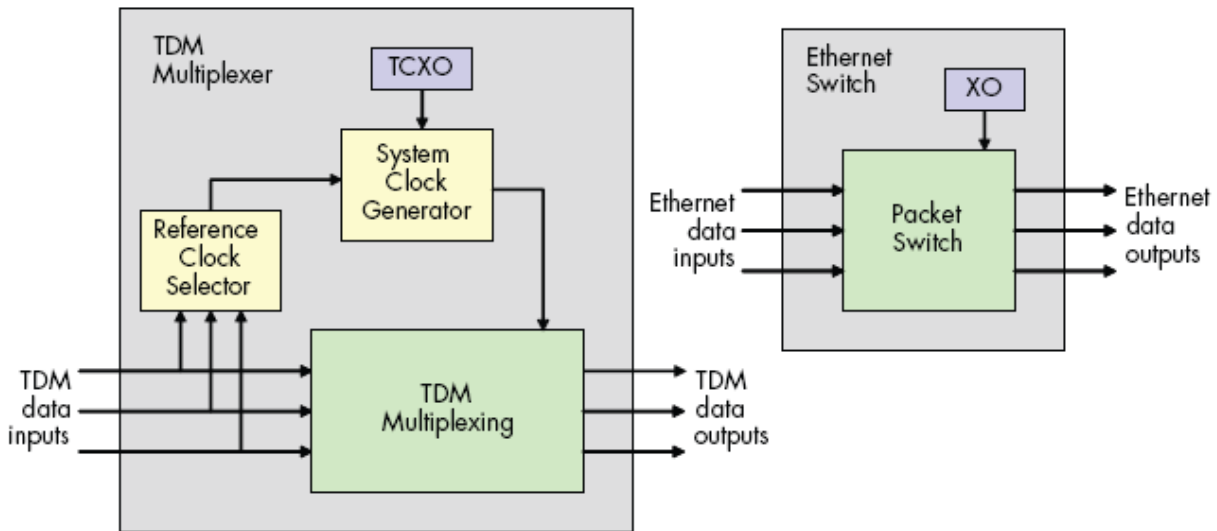 TDM
Multiplexer
TCXO
System
Clock
Generator
Reference
Clock
Selector
TDM
data
inputs
TDM
Multiplexing
TDM
data
outputs
Ethernet
Switch
XO
Ethernet
data
inputs
Packet
Switch
Ethernet
data
outputs